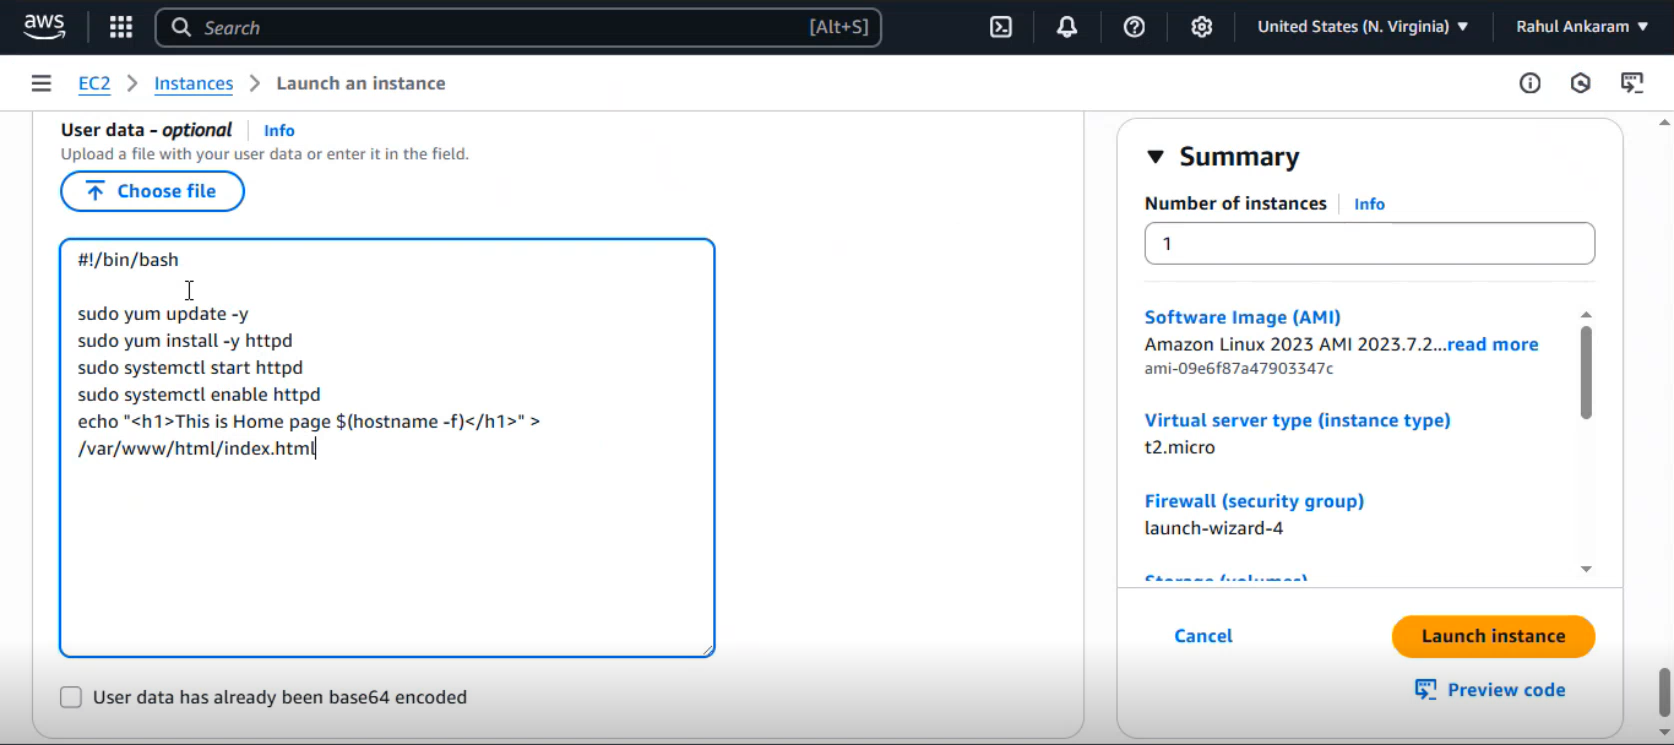 aws
Search
[Alt+S]
United States (N. Virginia)
Rahul Ankaram
EC2
Instances
Launch an instance
User data - optional
Info
Upload a file with your user data or enter it in the field.
Choose file
#!/bin/bash
sudo yum update -y
sudo yum install -y httpd
sudo systemctl start httpd
sudo systemctl enable httpd
echo "<h1>This is Home page $(hostname -f)</h1>" >
/var/www/html/index.html
User data has already been base64 encoded
Summary
Number of instances
Info
1
Software Image (AMI)
Amazon Linux 2023 AMI 2023.7.2...read more
ami-09e6f87a47903347c
Virtual server type (instance type)
t2.micro
Firewall (security group)
launch-wizard-4
Storage (volumes)
Cancel
Launch instance
Preview code